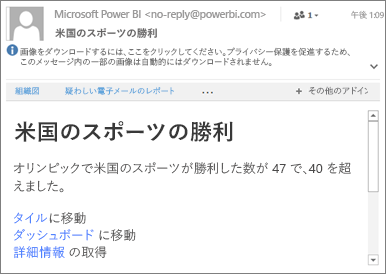 Microsoft Power BI <no-reply@powerbi.com>
1
午後 1:09
米国のスポーツの勝利
画像をダウンロードするには、ここをクリックしてください。プライバシー保護を促進するため、
このメッセージ内の一部の画像は自動的にはダウンロードされません。
組織図 疑わしい電子メールのレポート ... + その他のアドイン
米国のスポーツの勝利
オリンピックで米国のスポーツが勝利した数が 47 で、40 を超
えました。
タイルに移動
ダッシュボード に移動
詳細情報 の取得